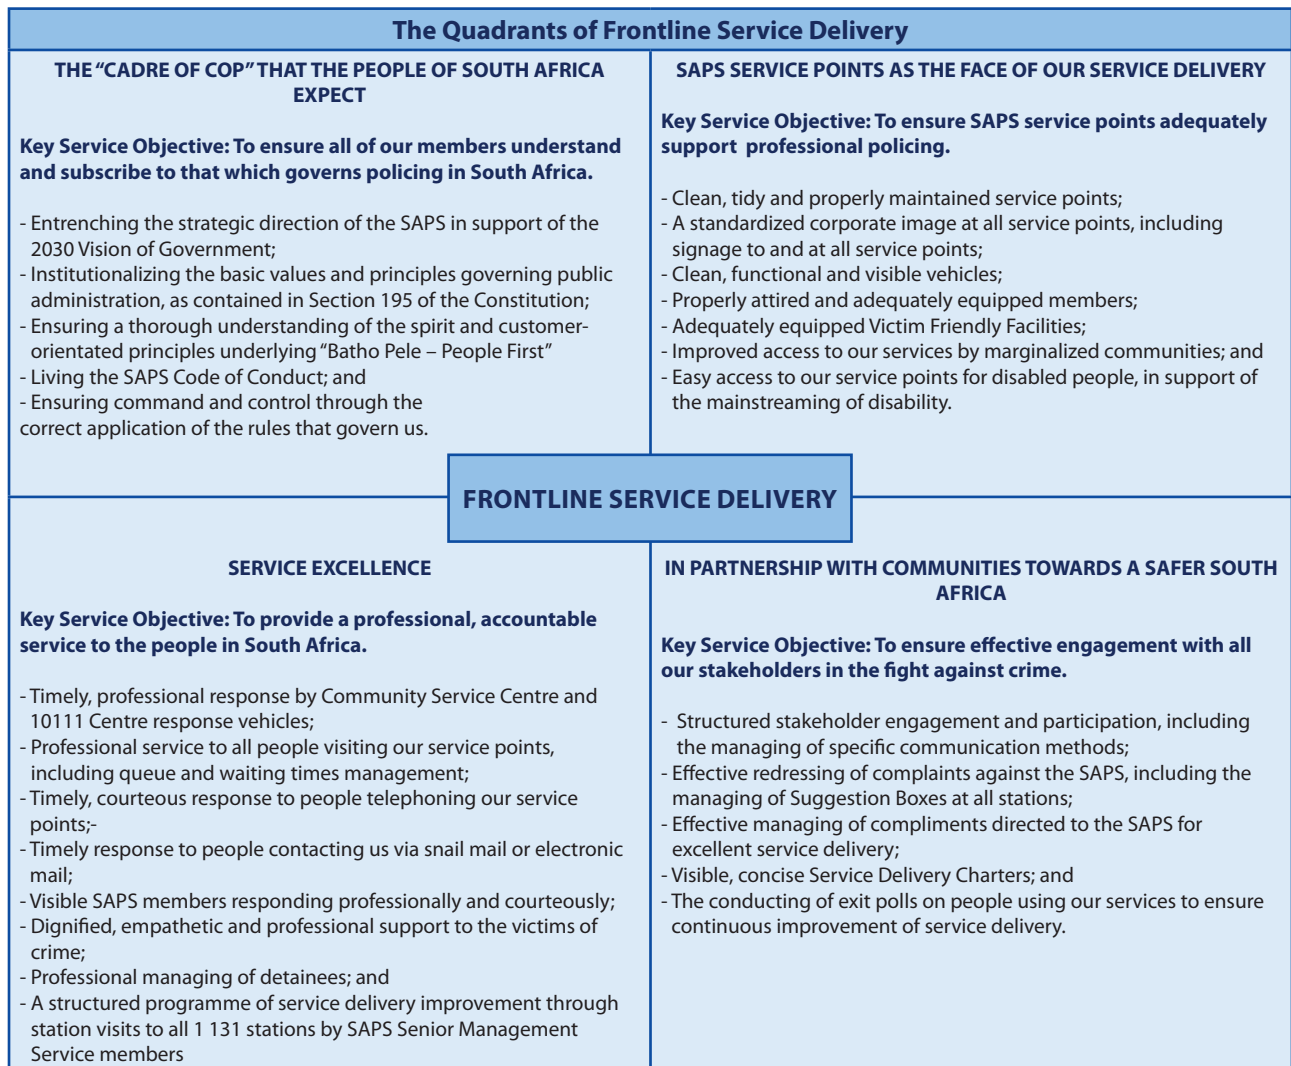 The Quadrants of Frontline Service Delivery
THE “CADRE OF COP” THAT THE PEOPLE OF SOUTH AFRICA
EXPECT
Key Service Objective: To ensure all of our members understand
and subscribe to that which governs policing in South Africa.
- Entrenching the strategic direction of the SAPS in support of the
2030 Vision of Government;
- Institutionalizing the basic values and principles governing public
administration, as contained in Section 195 of the Constitution;
- Ensuring a thorough understanding of the spirit and customer-
orientated principles underlying “Batho Pele – People First”
- Living the SAPS Code of Conduct; and
- Ensuring command and control through the
correct application of the rules that govern us.
SAPS SERVICE POINTS AS THE FACE OF OUR SERVICE DELIVERY
Key Service Objective: To ensure SAPS service points adequately
support professional policing.
- Clean, tidy and properly maintained service points;
- A standardized corporate image at all service points, including
signage to and at all service points;
- Clean, functional and visible vehicles;
- Properly attired and adequately equipped members;
- Adequately equipped Victim Friendly Facilities;
- Improved access to our services by marginalized communities; and
- Easy access to our service points for disabled people, in support of
the mainstreaming of disability.
FRONTLINE SERVICE DELIVERY
SERVICE EXCELLENCE
Key Service Objective: To provide a professional, accountable
service to the people in South Africa.
- Timely, professional response by Community Service Centre and
10111 Centre response vehicles;
- Professional service to all people visiting our service points,
including queue and waiting times management;
- Timely, courteous response to people telephoning our service
points;-
- Timely response to people contacting us via snail mail or electronic
mail;
- Visible SAPS members responding professionally and courteously;
- Dignified, empathetic and professional support to the victims of
crime;
- Professional managing of detainees; and
- A structured programme of service delivery improvement through
station visits to all 1 131 stations by SAPS Senior Management
Service members
IN PARTNERSHIP WITH COMMUNITIES TOWARDS A SAFER SOUTH
AFRICA
Key Service Objective: To ensure effective engagement with all
our stakeholders in the fight against crime.
- Structured stakeholder engagement and participation, including
the managing of specific communication methods;
- Effective redressing of complaints against the SAPS, including the
managing of Suggestion Boxes at all stations;
- Effective managing of compliments directed to the SAPS for
excellent service delivery;
- Visible, concise Service Delivery Charters; and
- The conducting of exit polls on people using our services to ensure
continuous improvement of service delivery.